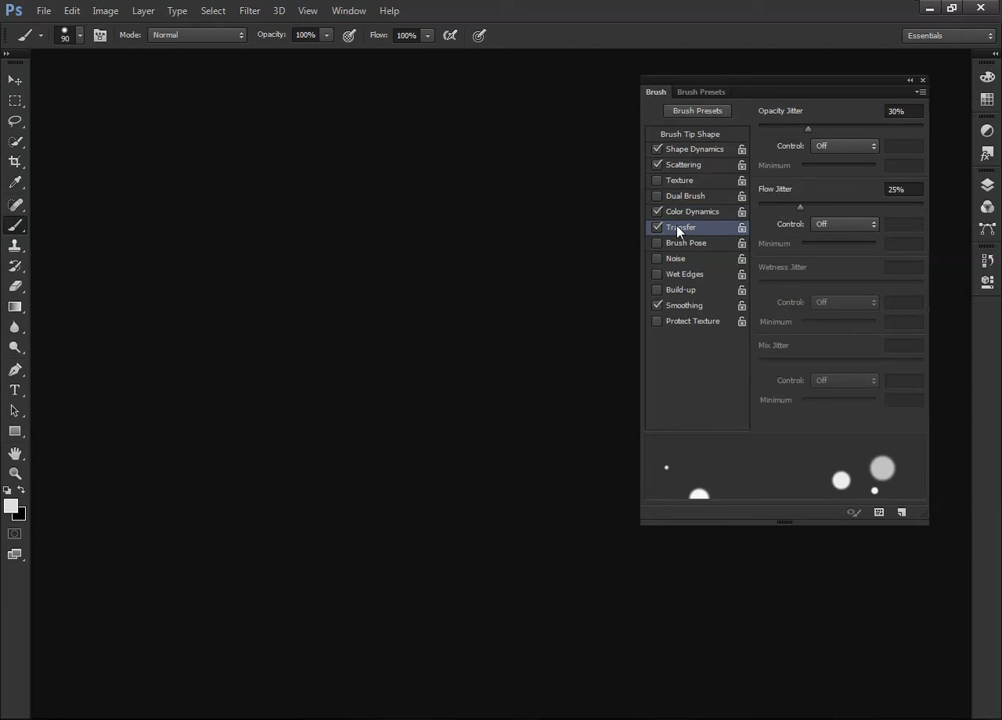 Ps File Edit Image Layer Type Select Filter 3D View Window Help
90 Mode: Normal Opacity: 100% Flow: 100% Essentials
Brush Brush Presets
Brush Presets
Opacity Jitter 30%
Brush Tip Shape
Shape Dynamics
Control: Off
Scattering
Minimum
Texture
Flow Jitter 25%
Dual Brush
Color Dynamics
Transfer
Control: Off
Brush Pose
Minimum
Noise
Wetness Jitter
Wet Edges
Build-up
Smoothing
Control: Off
Protect Texture
Minimum
Mix Jitter
Control: Off
Minimum
T